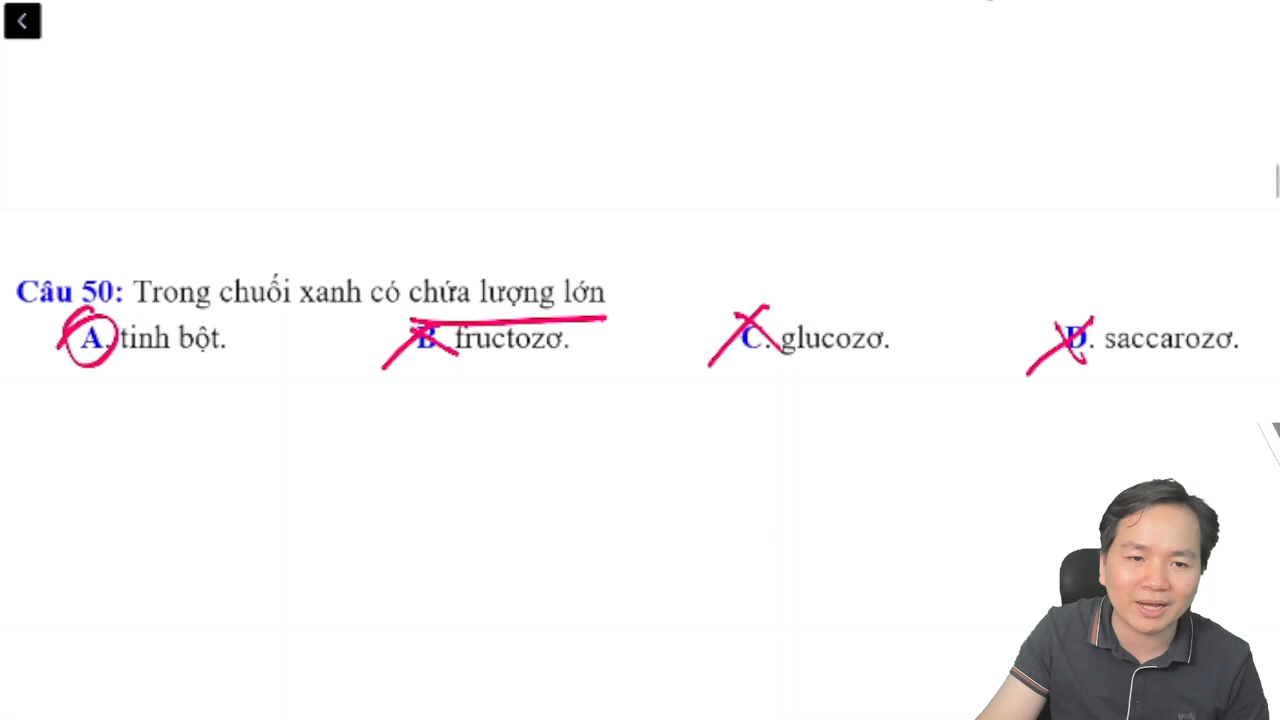 Câu 50: Trong chuối xanh có chứa lượng lớn
A. tinh bột. B. fructozơ. C. glucozơ. D. saccarozơ.